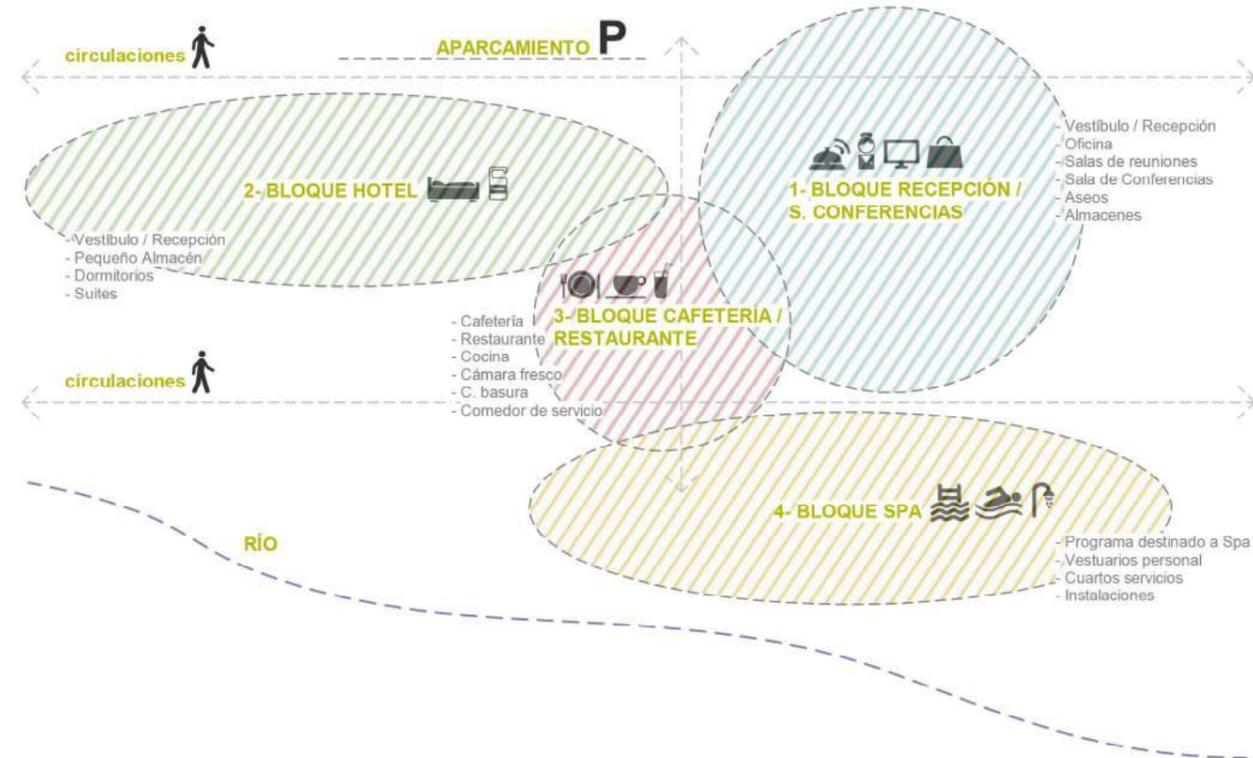 circulaciones
APARCAMIENTO P
2- BLOQUE HOTEL
- Vestíbulo / Recepción
- Pequeño Almacén
- Dormitorios
- Suites
1- BLOQUE RECEPCIÓN /
S. CONFERENCIAS
- Vestíbulo / Recepción
- Oficina
- Salas de reuniones
- Sala de Conferencias
- Aseos
- Almacenes
3- BLOQUE CAFETERÍA /
RESTAURANTE
- Cafetería
- Restaurante
- Cocina
- Cámara fresco
- C. basura
- Comedor de servicio
circulaciones
4- BLOQUE SPA
- Programa destinado a Spa
- Vestuarios personal
- Cuartos servicios
- Instalaciones
RÍO